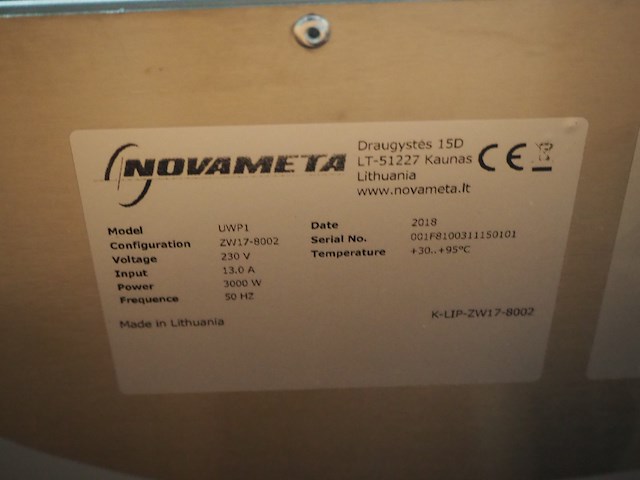 NOVAMETA
Draugystės 15D
LT-51227 Kaunas
Lithuania
www.novameta.lt
CE
Model UWP1
Configuration ZW17-8002
Voltage 230 V
Input 13.0 A
Power 3000 W
Frequence 50 HZ
Date 2018
Serial No. 001F8100311150101
Temperature +30..+95°C
Made in Lithuania
K-LIP-ZW17-8002